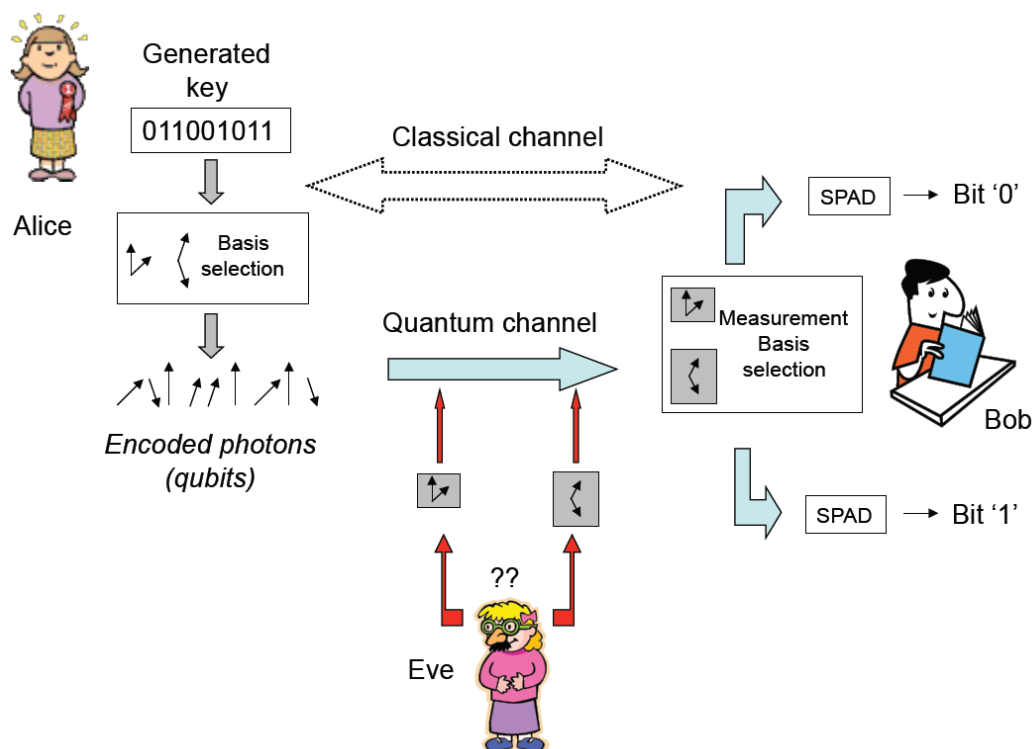 Generated
key
011001011
Classical channel
Alice
Basis
selection
SPAD
Bit ‘0’
Quantum channel
Measurement
Basis
selection
Encoded photons
(qubits)
Bob
SPAD
Bit ‘1’
??
Eve